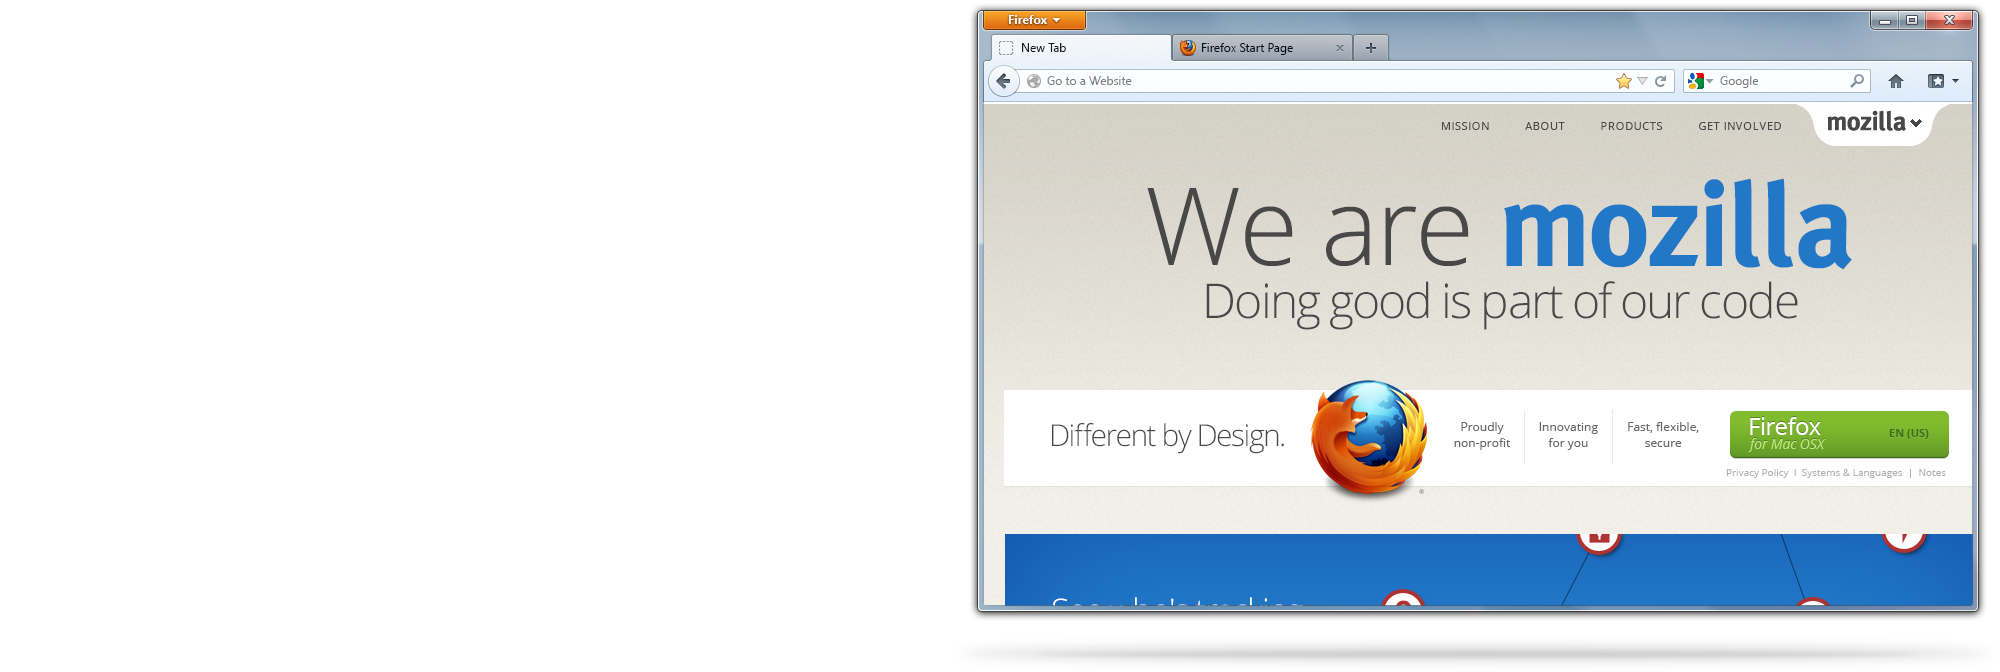 Firefox
New Tab
Firefox Start Page
Go to a Website
Google
MISSION ABOUT PRODUCTS GET INVOLVED mozilla
We are mozilla
Doing good is part of our code
Different by Design.
Proudly
non-profit
Innovating
for you
Fast, flexible,
secure
Firefox
for Mac OSX
EN (US)
Privacy Policy | Systems & Languages | Notes